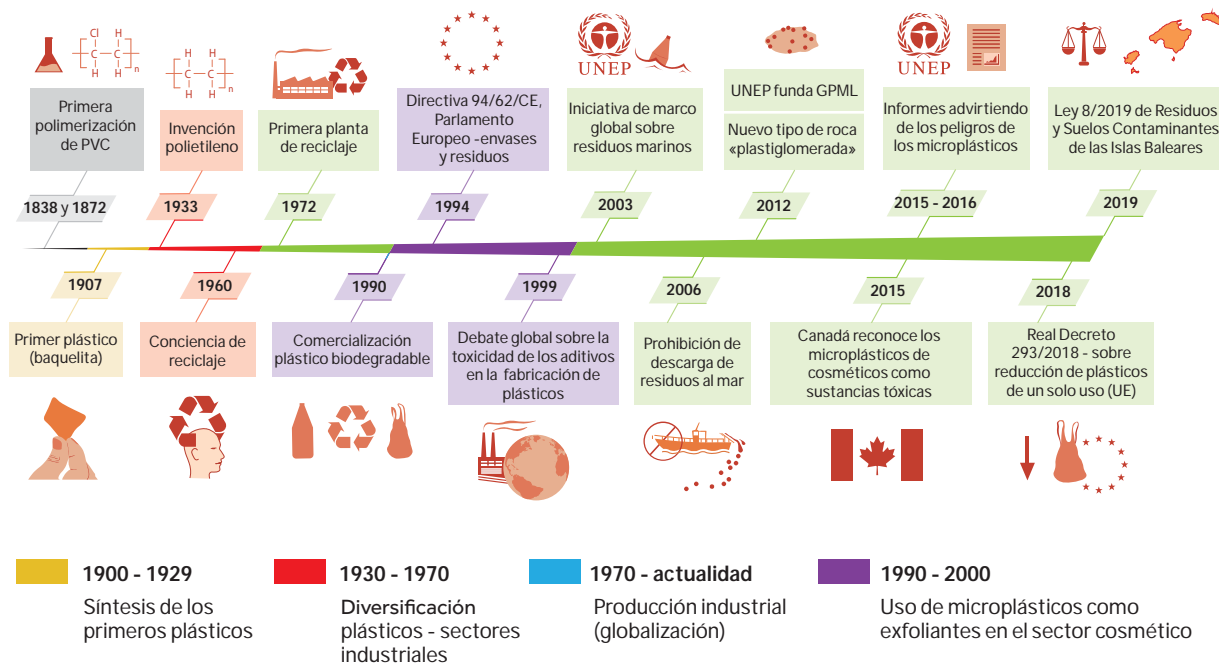 Cl
H
C
C
H
H
n
Primera
polimerización
de PVC
1838 y 1872
H
H
C
C
H
H
n
Invención
polietileno
1933
Primera planta
de reciclaje
1972
Directiva 94/62/CE,
Parlamento
Europeo -envases
y residuos
1994
UNEP
Iniciativa de marco
global sobre
residuos marinos
2003
UNEP funda GPML
Nuevo tipo de roca
«plastiglomerada»
2012
UNEP
Informes advirtiendo
de los peligros de
los microplásticos
2015 - 2016
Ley 8/2019 de Residuos
y Suelos Contaminantes
de las Islas Baleares
2019
1907
Primer plástico
(baquelita)
1960
Conciencia de
reciclaje
1990
Comercialización
plástico biodegradable
1999
Debate global sobre la
toxicidad de los aditivos
en la fabricación de
plásticos
2006
Prohibición de
descarga de
residuos al mar
2015
Canadá reconoce los
microplásticos de
cosméticos como
sustancias tóxicas
2018
Real Decreto
293/2018 - sobre
reducción de plásticos
de un solo uso (UE)
1900 - 1929
Síntesis de los
primeros plásticos
1930 - 1970
Diversificación
plásticos - sectores
industriales
1970 - actualidad
Producción industrial
(globalización)
1990 - 2000
Uso de microplásticos como
exfoliantes en el sector cosmético